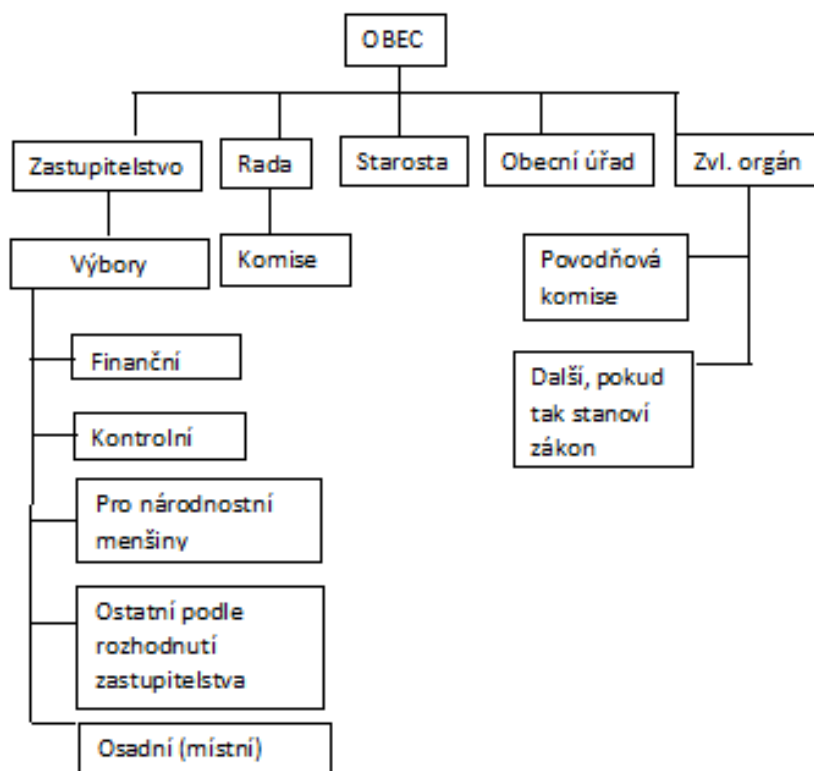 OBEC
Zastupitelstvo
Rada
Starosta
Obecní úřad
Zvl. orgán
Výbory
Komise
Povodňová
komise
Finanční
Další, pokud
tak stanoví
zákon
Kontrolní
Pro národnostní
menšiny
Ostatní podle
rozhodnutí
zastupitelstva
Osadní (místní)